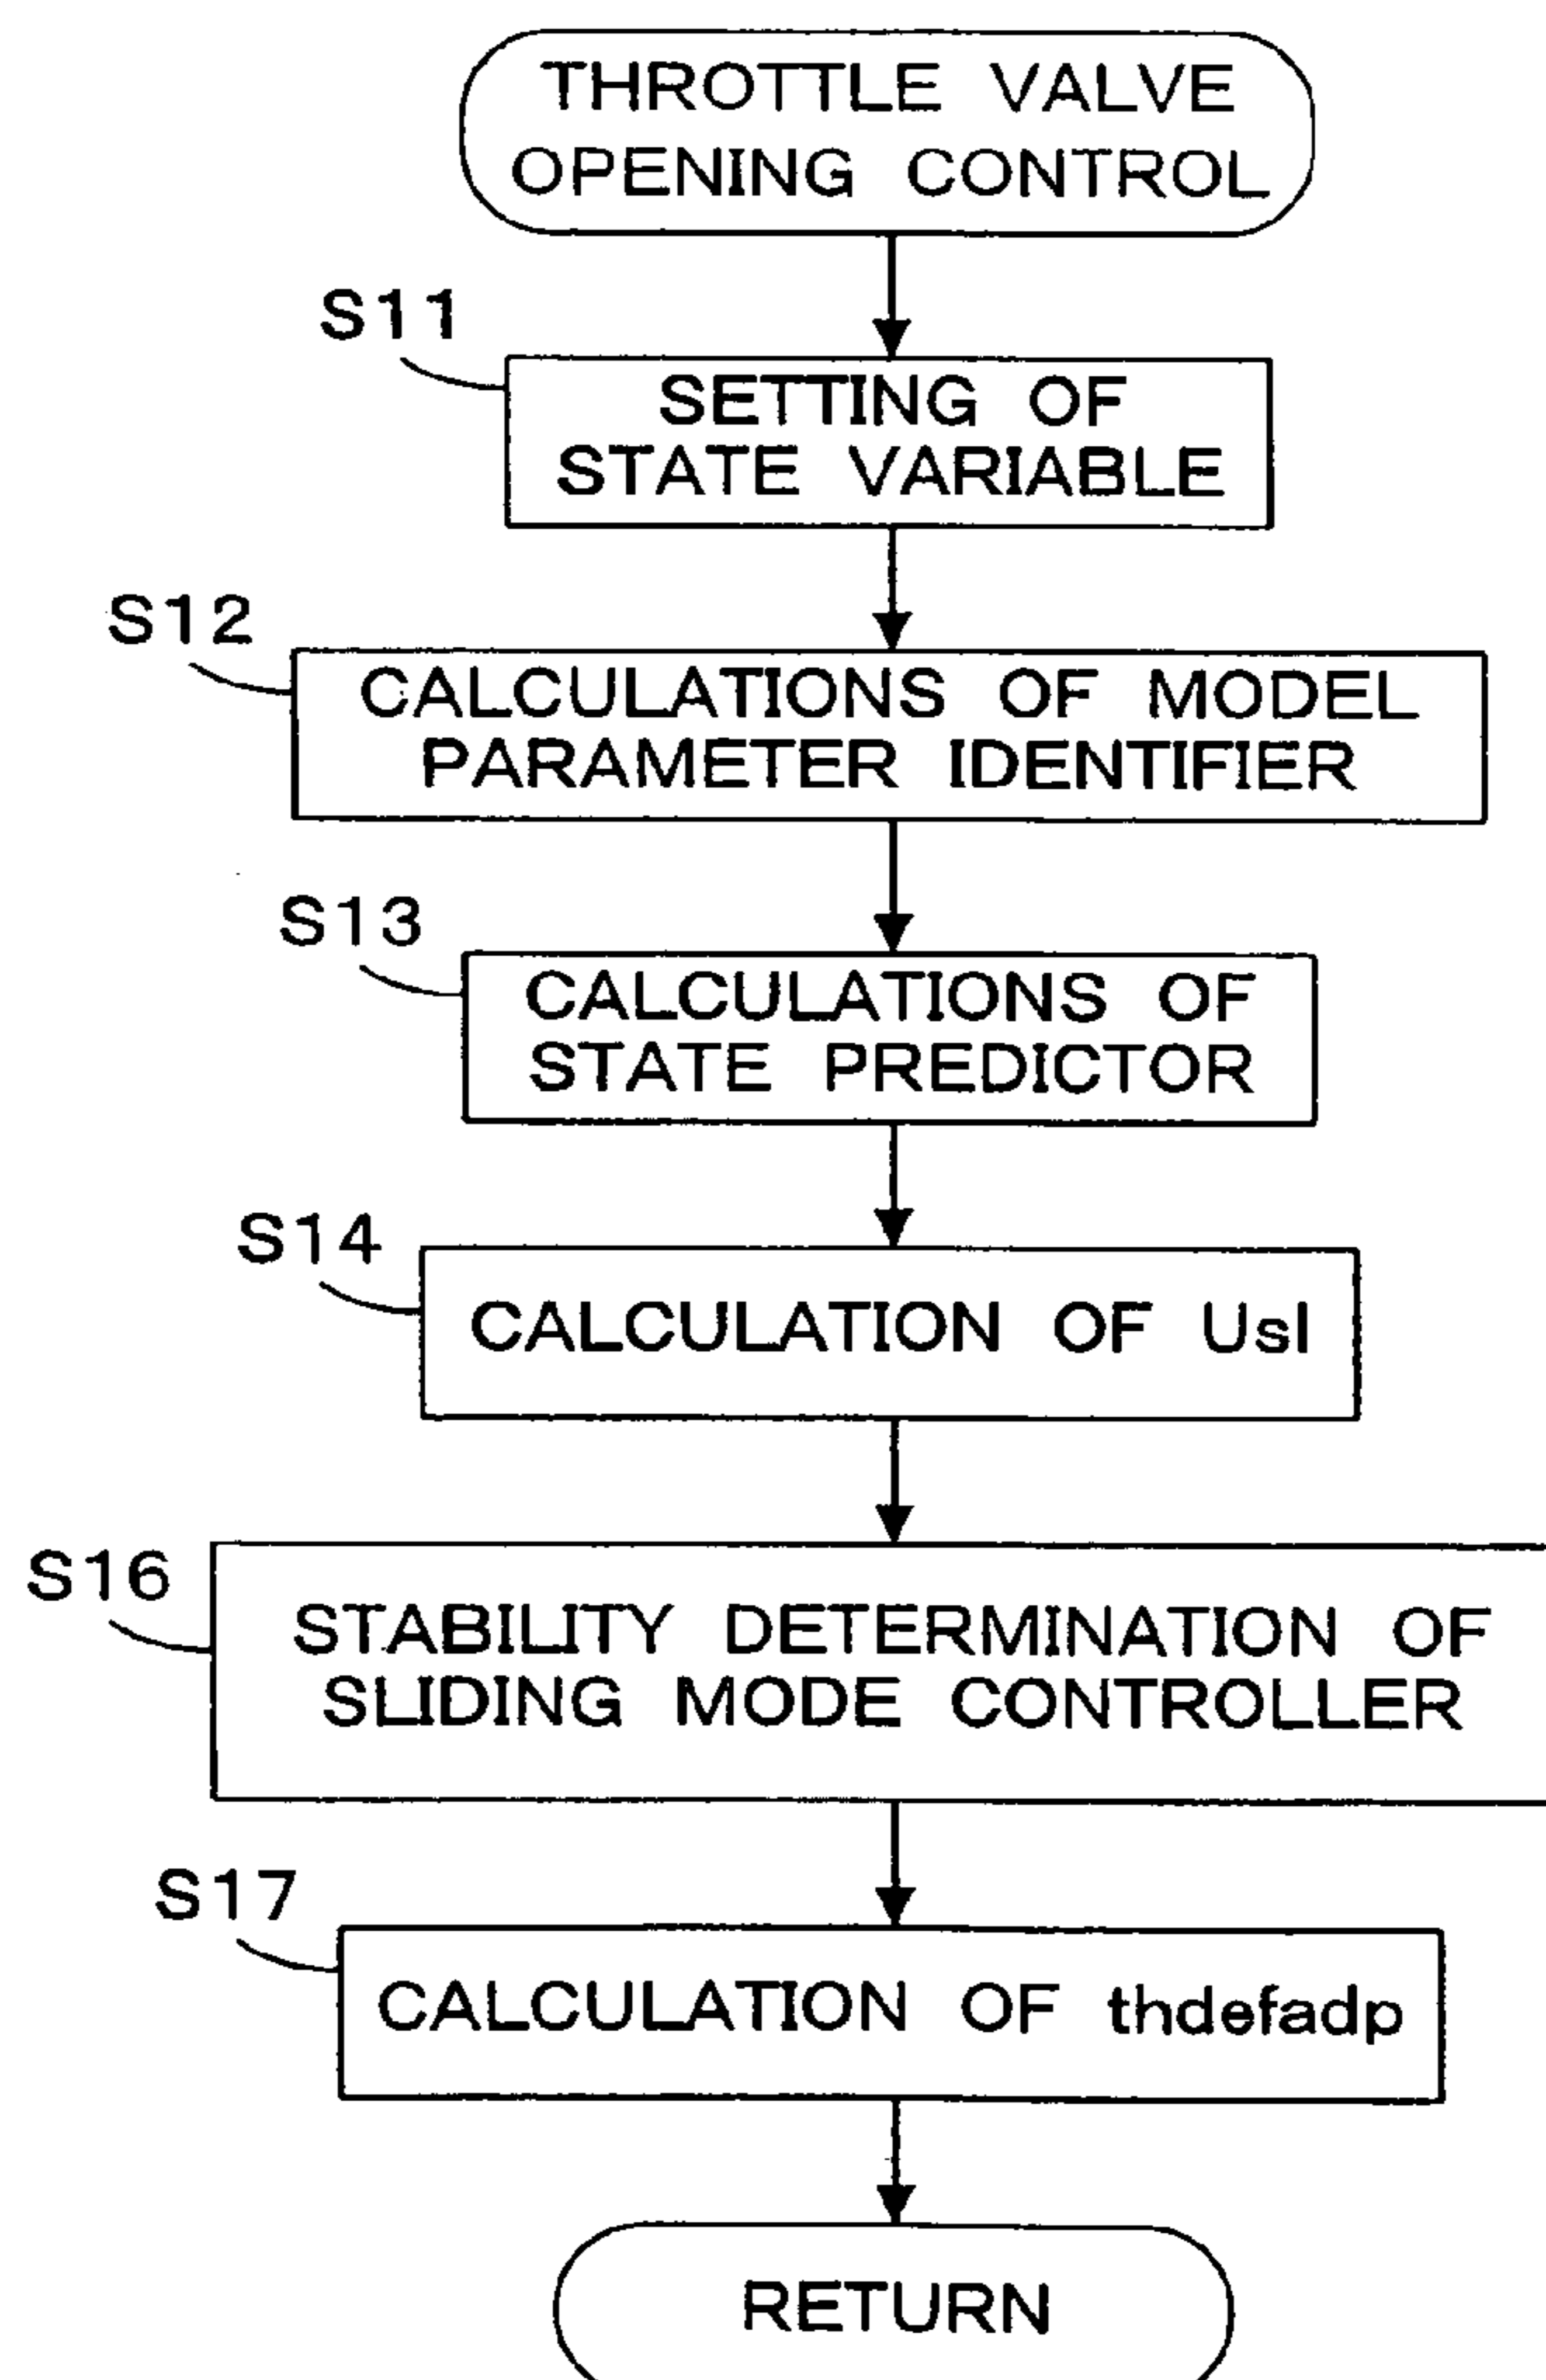 THROTTLE VALVE
OPENING CONTROL
S11
SETTING OF
STATE VARIABLE
S12
CALCULATIONS OF MODEL
PARAMETER IDENTIFIER
S13
CALCULATIONS OF
STATE PREDICTOR
S14
CALCULATION OF Usl
S16
STABILITY DETERMINATION OF
SLIDING MODE CONTROLLER
S17
CALCULATION OF thdefadp
RETURN